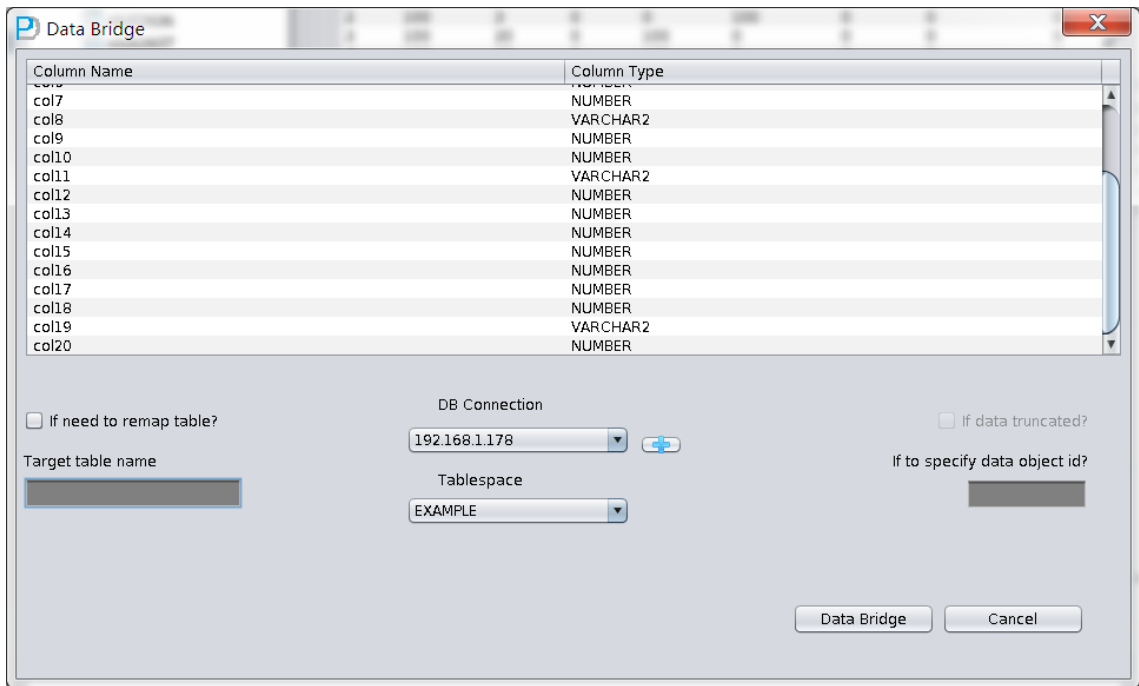 Data Bridge
Column Name Column Type
col7 NUMBER
col8 VARCHAR2
col9 NUMBER
col10 NUMBER
col11 VARCHAR2
col12 NUMBER
col13 NUMBER
col14 NUMBER
col15 NUMBER
col16 NUMBER
col17 NUMBER
col18 NUMBER
col19 VARCHAR2
col20 NUMBER
DB Connection
If need to remap table?
If data truncated?
192.168.1.178
Target table name
If to specify data object id?
Tablespace
EXAMPLE
Data Bridge Cancel